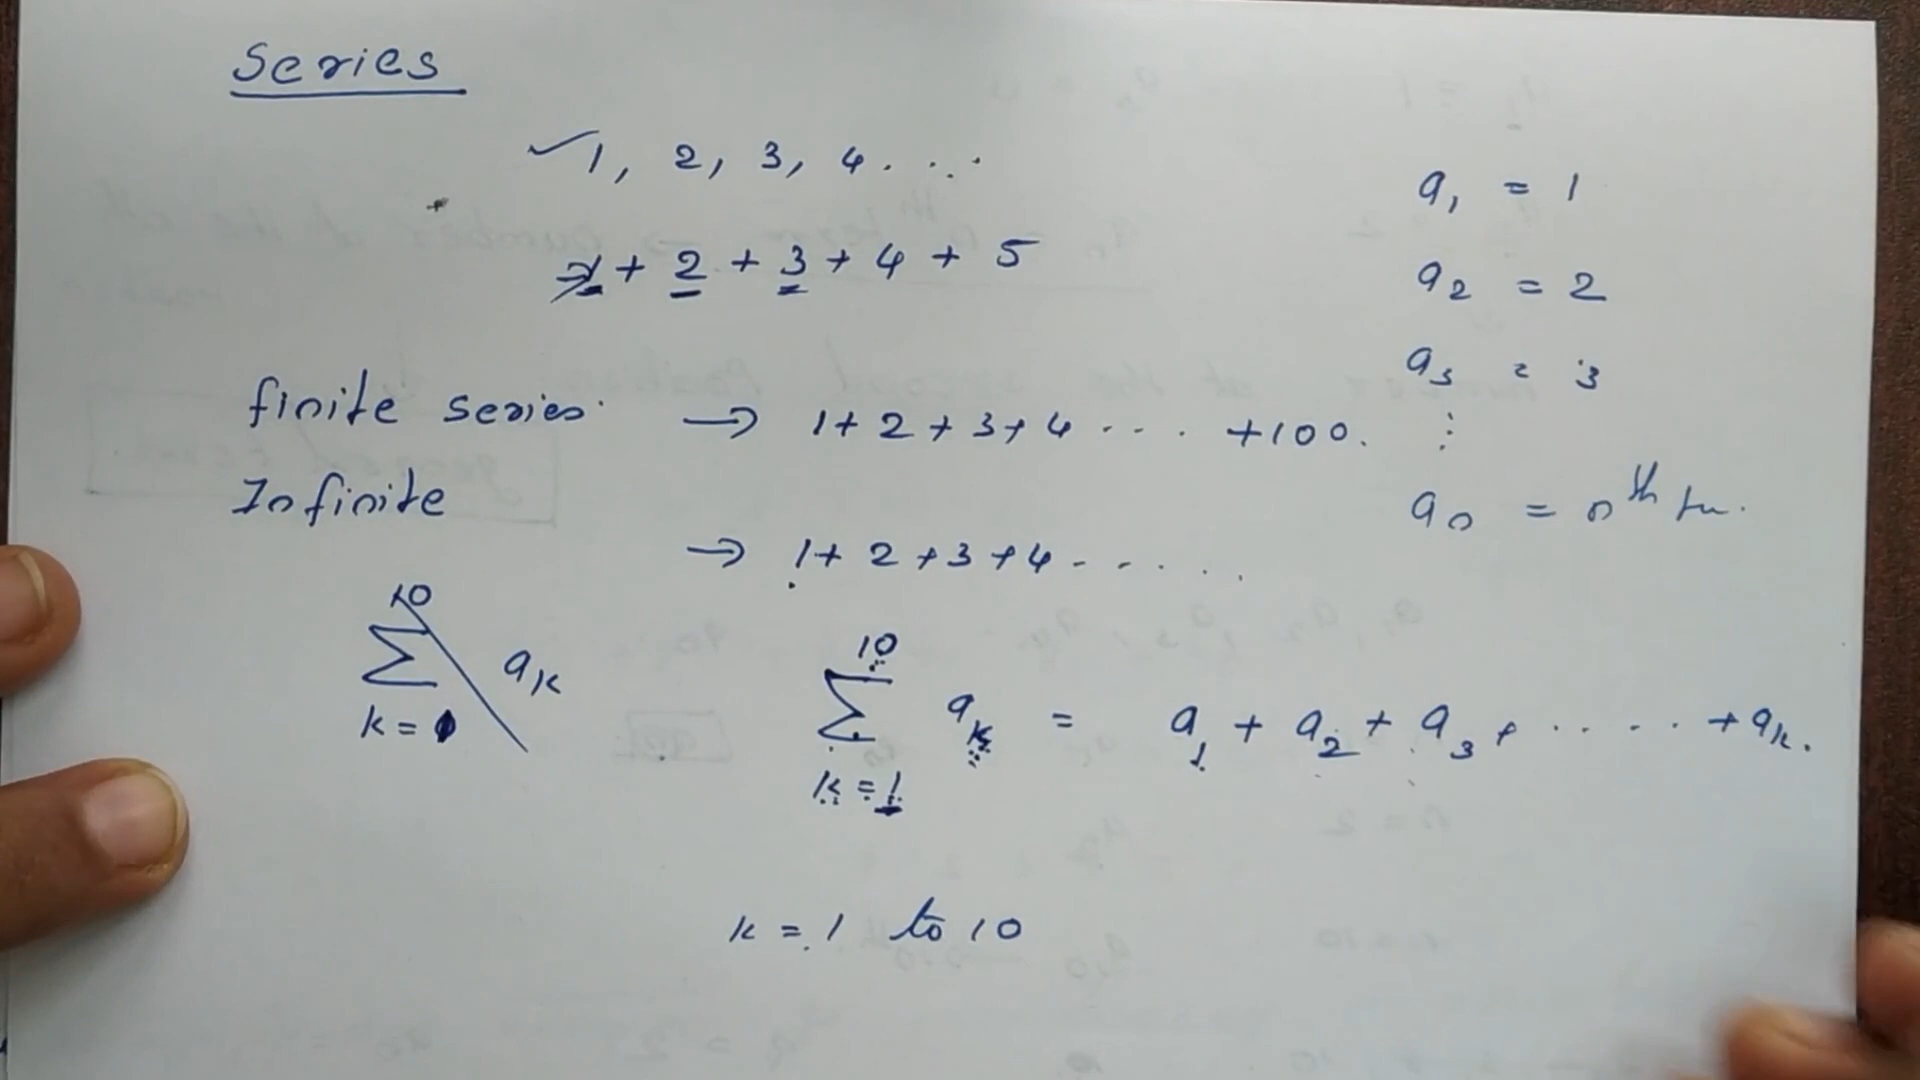 Series
1, 2, 3, 4....
1 + 2 + 3 + 4 + 5
a1 = 1
a2 = 2
a3 = 3
⋮
an = nth
finite series → 1 + 2 + 3 + 4 .... + 100.
Infinite
→ 1 + 2 + 3 + 4 - - . . .
10
Σ ak
k = 1
10
Σ ak = a1 + a2 + a3 + ..... + ak.
k = 1
k = 1 to 10